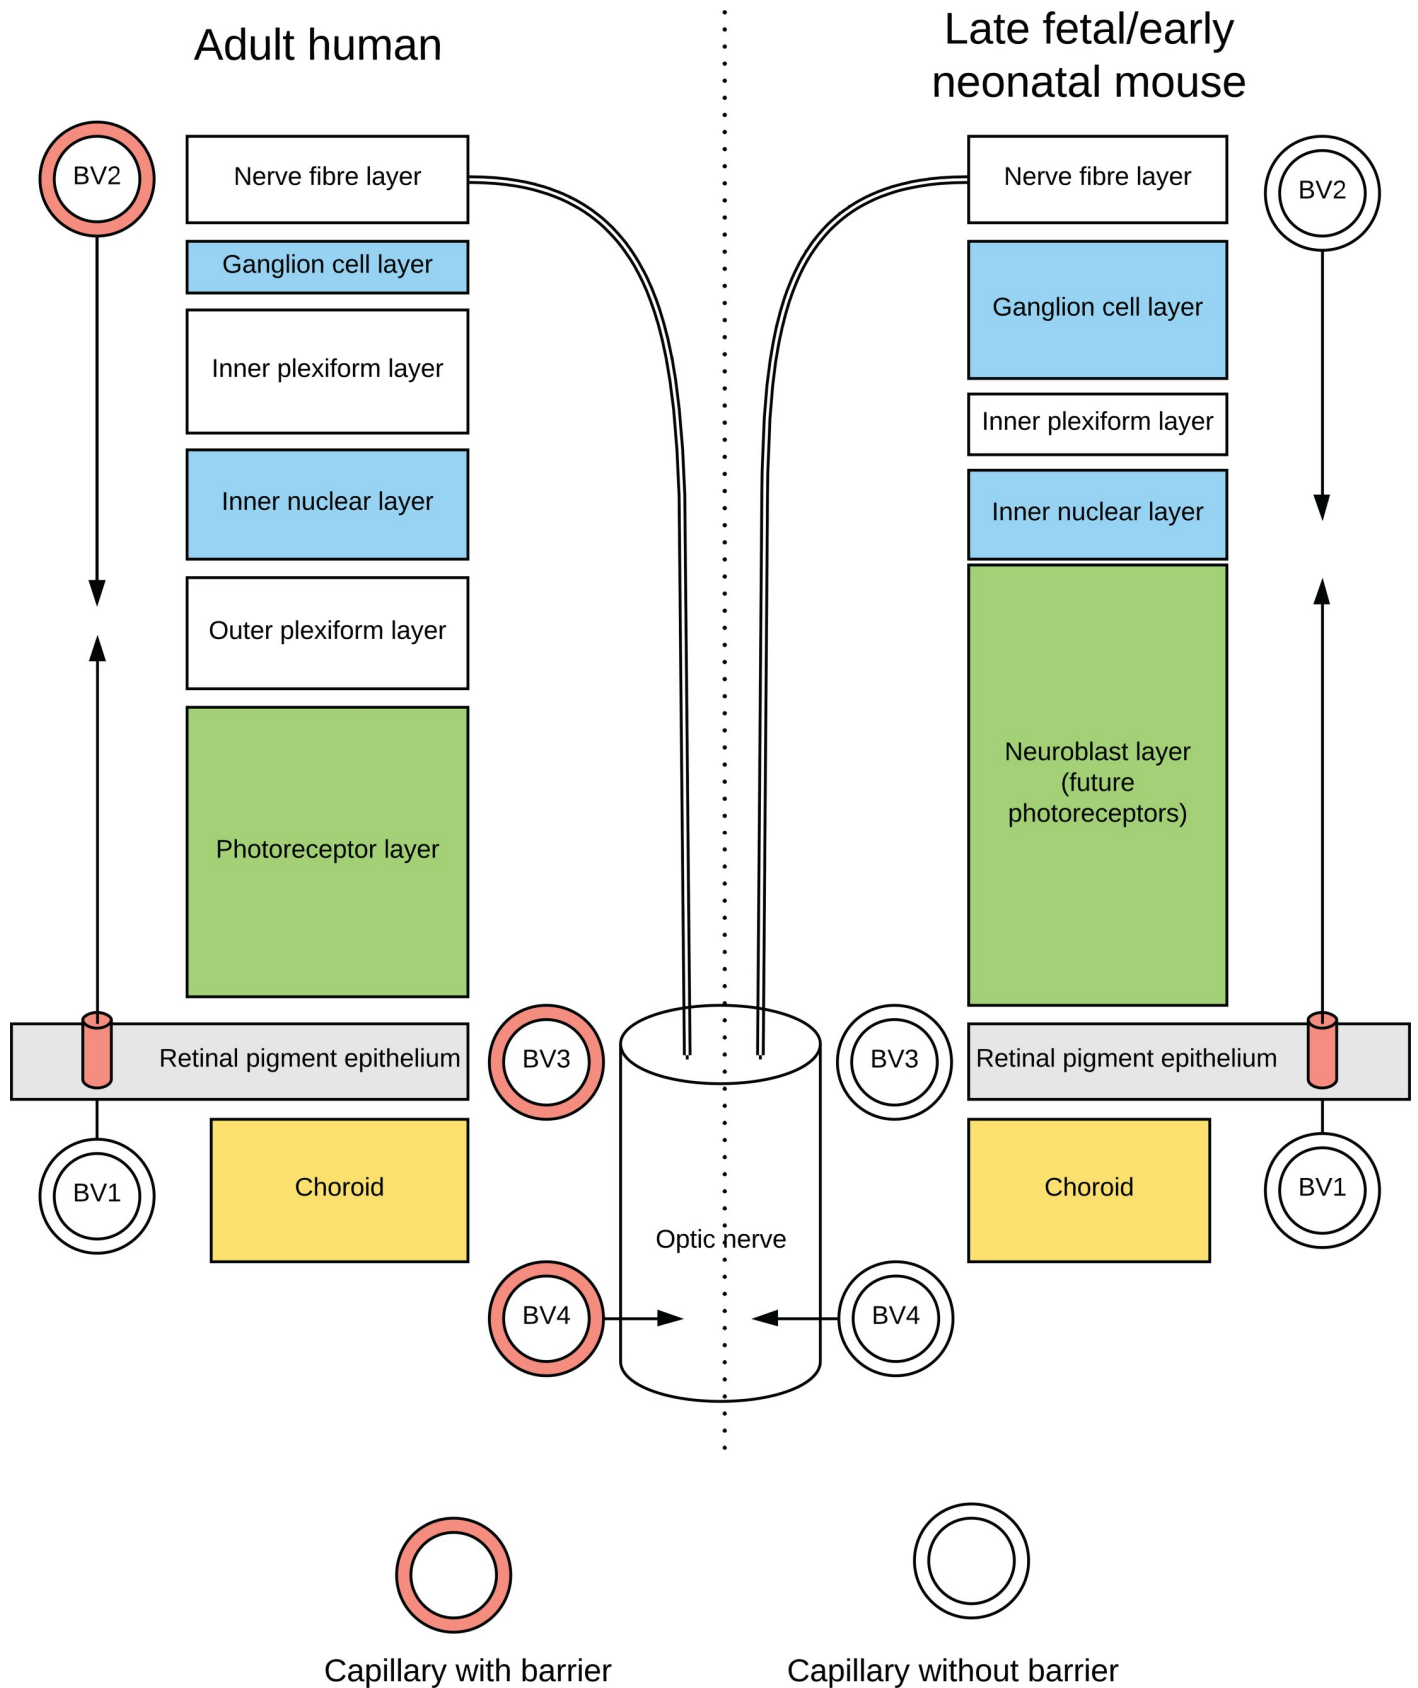 Adult human
Late fetal/early
neonatal mouse
BV2
Nerve fibre layer
Ganglion cell layer
Inner plexiform layer
Inner nuclear layer
Outer plexiform layer
Photoreceptor layer
Retinal pigment epithelium
BV1
Choroid
BV3
BV4
Optic nerve
Nerve fibre layer
BV2
Ganglion cell layer
Inner plexiform layer
Inner nuclear layer
Neuroblast layer
(future
photoreceptors)
BV3
Retinal pigment epithelium
Choroid
BV1
BV4
Capillary with barrier
Capillary without barrier